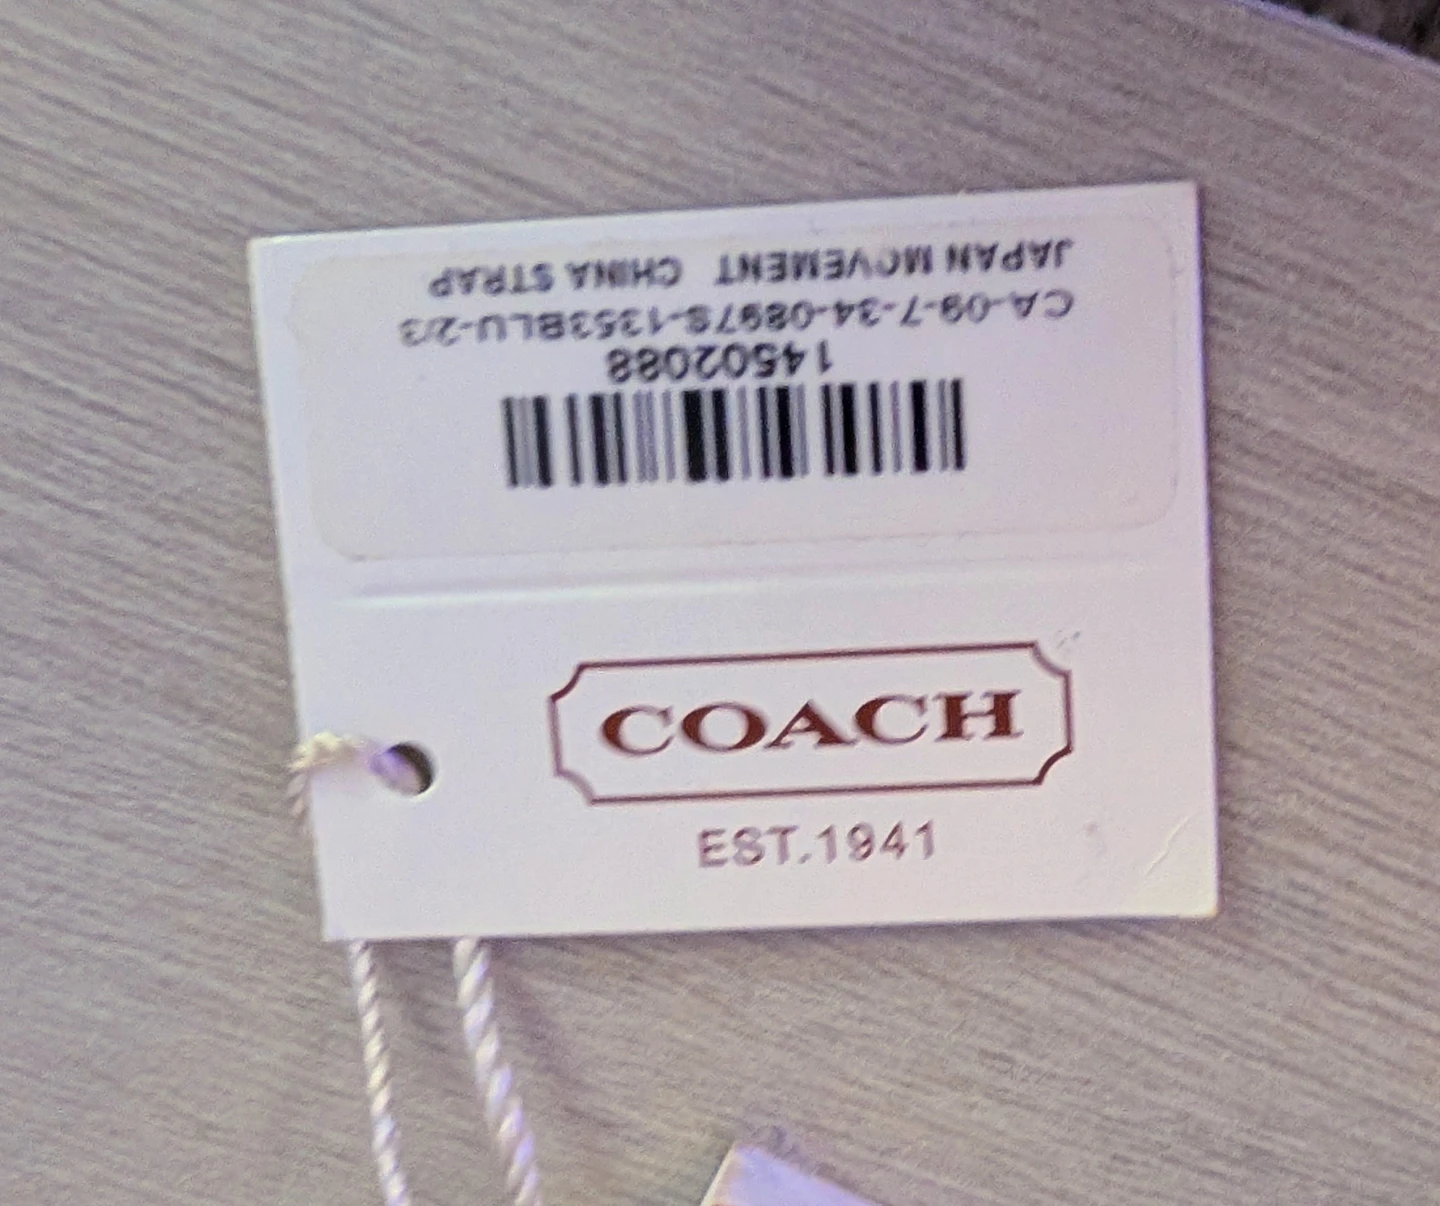 JAPAN MOVEMENT CHINA STRAP
CA-09-7-34-0897S-1353BLU-2/3
14502088
COACH
EST.1941